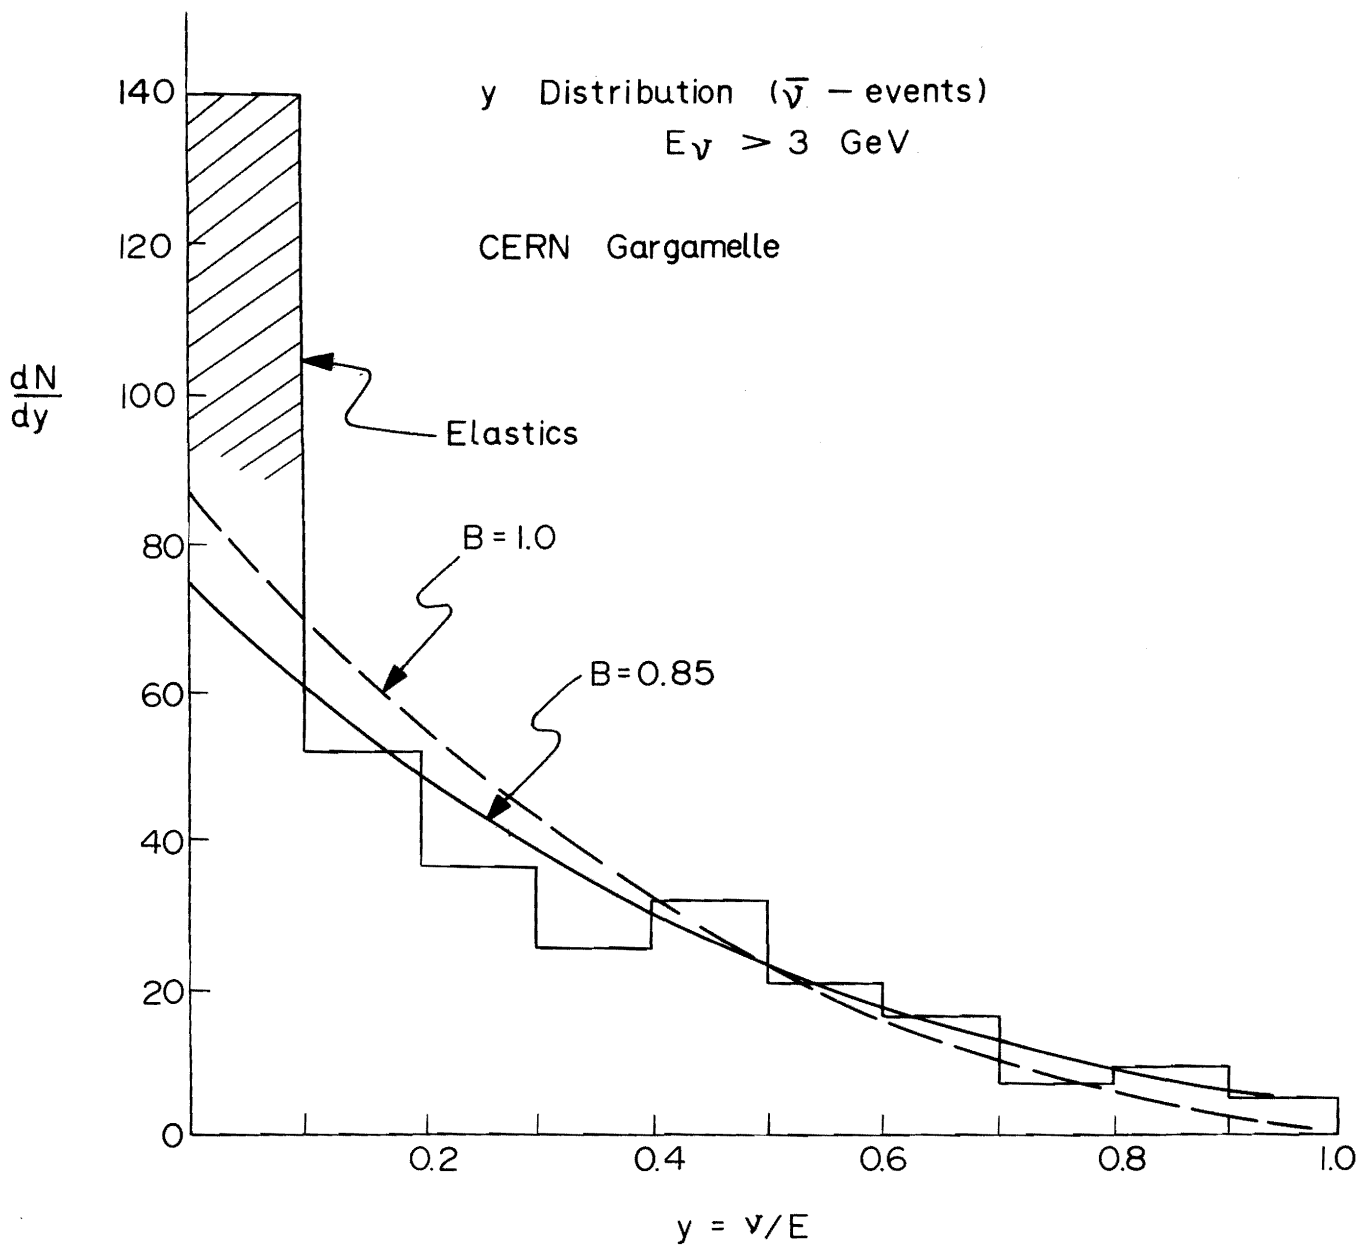 y Distribution (ν̅ – events)
Eν > 3 GeV
CERN Gargamelle
140
120
100
80
60
40
20
0
dN
dy
Elastics
B = 1.0
B = 0.85
0.2
0.4
0.6
0.8
1.0
y = ν/E